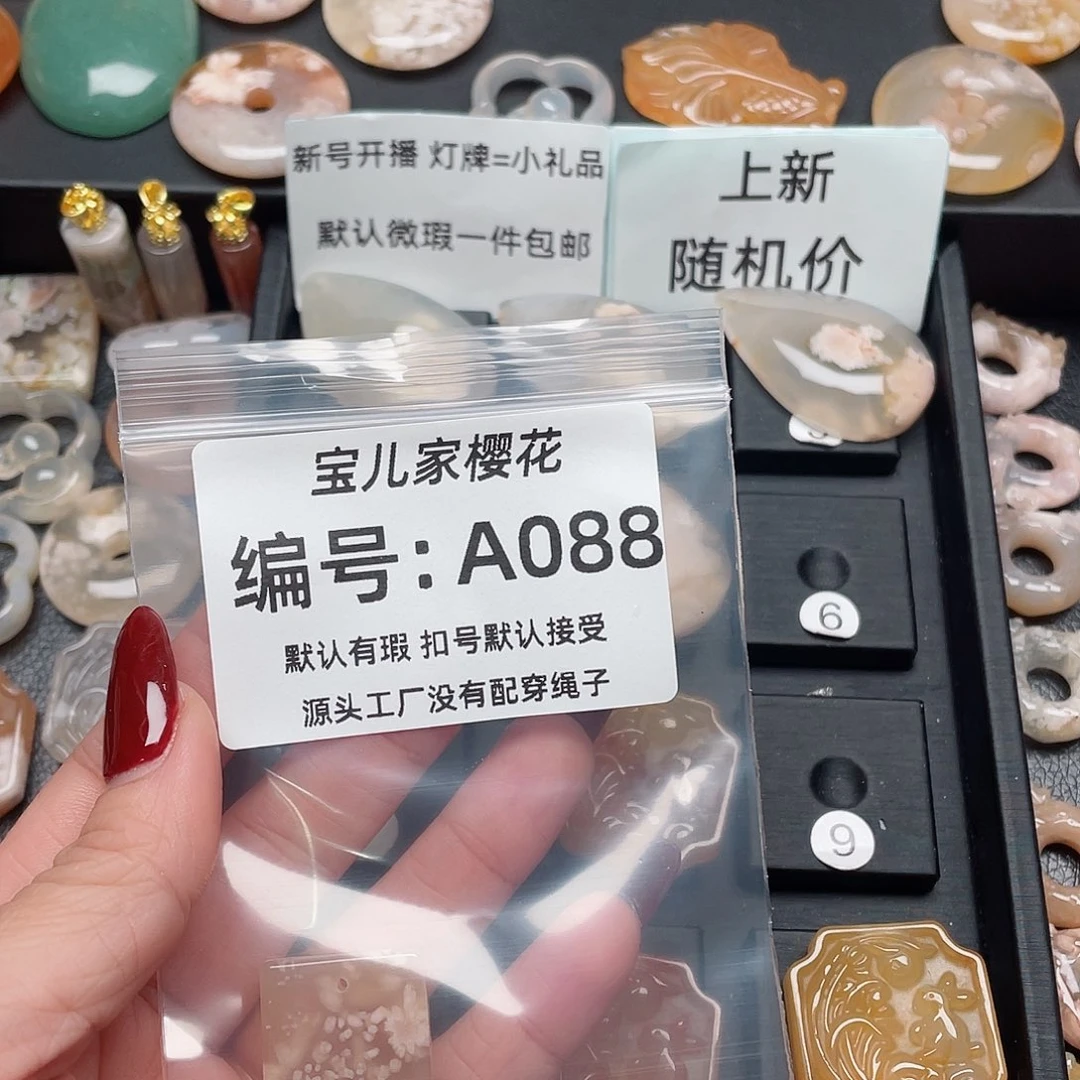 新号开播 灯牌=小礼品
默认微瑕一件包邮
上新
随机价
宝儿家樱花
编号：A088
默认有瑕 扣号默认接受
源头工厂没有配穿绳子
6
9